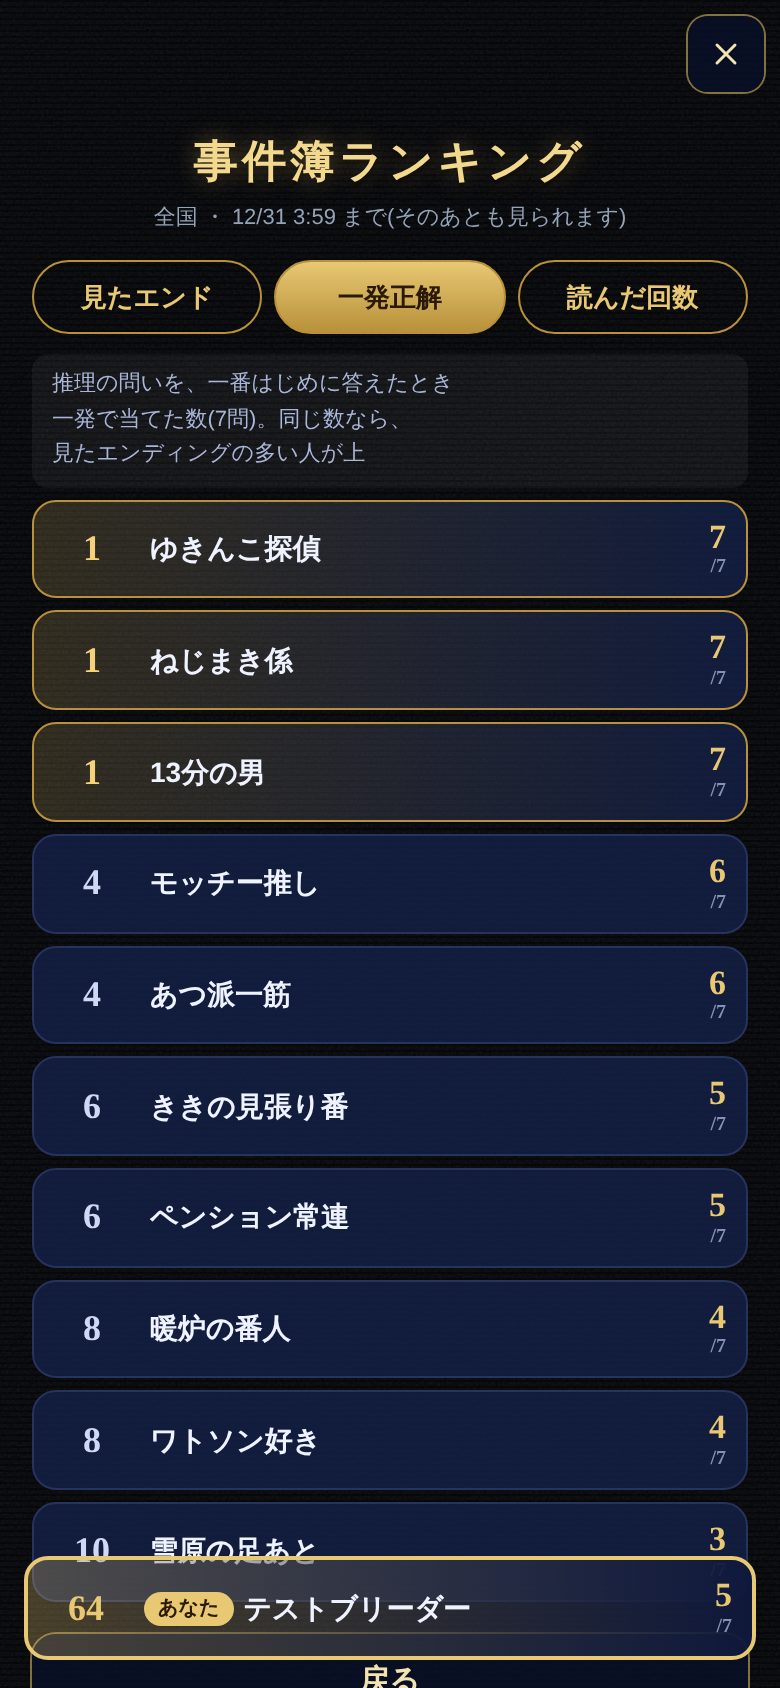 事件簿ランキング
全国 ・ 12/31 3:59 まで(そのあとも見られます)
見たエンド
一発正解
読んだ回数
推理の問いを、一番はじめに答えたとき
一発で当てた数(7問)。同じ数なら、
見たエンディングの多い人が上
1 ゆきんこ探偵 7 /7
1 ねじまき係 7 /7
1 13分の男 7 /7
4 モッチー推し 6 /7
4 あつ派一筋 6 /7
6 ききの見張り番 5 /7
6 ペンション常連 5 /7
8 暖炉の番人 4 /7
8 ワトソン好き 4 /7
10 雪原の足あと 3 /7
64 あなた テストブリーダー 5 /7
戻る